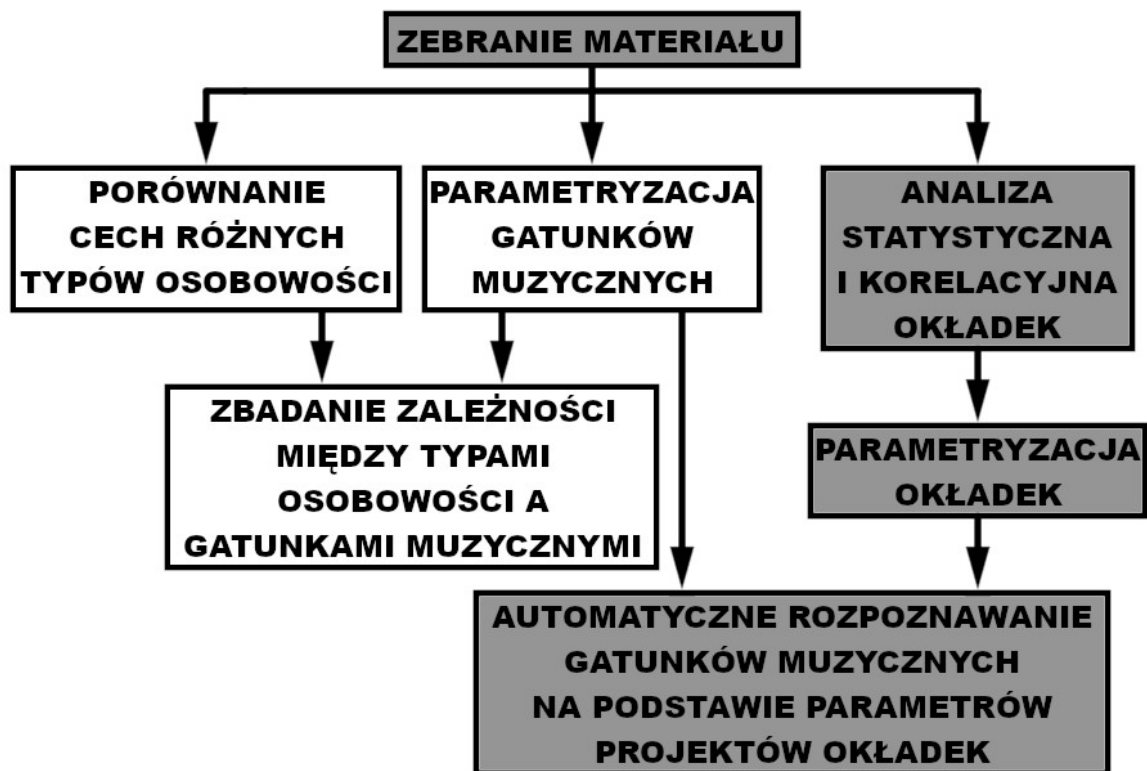 ZEBRANIE MATERIAŁU
PORÓWNANIE
CECH RÓŻNYCH
TYPÓW OSOBOWOŚCI
PARAMETRYZACJA
GATUNKÓW
MUZYCZNYCH
ANALIZA
STATYSTYCZNA
I KORELACYJNA
OKŁADEK
ZBADANIE ZALEŻNOŚCI
MIĘDZY TYPAMI
OSOBOWOŚCI A
GATUNKAMI MUZYCZNYMI
PARAMETRYZACJA
OKŁADEK
AUTOMATYCZNE ROZPOZNAWANIE
GATUNKÓW MUZYCZNYCH
NA PODSTAWIE PARAMETRÓW
PROJEKTÓW OKŁADEK